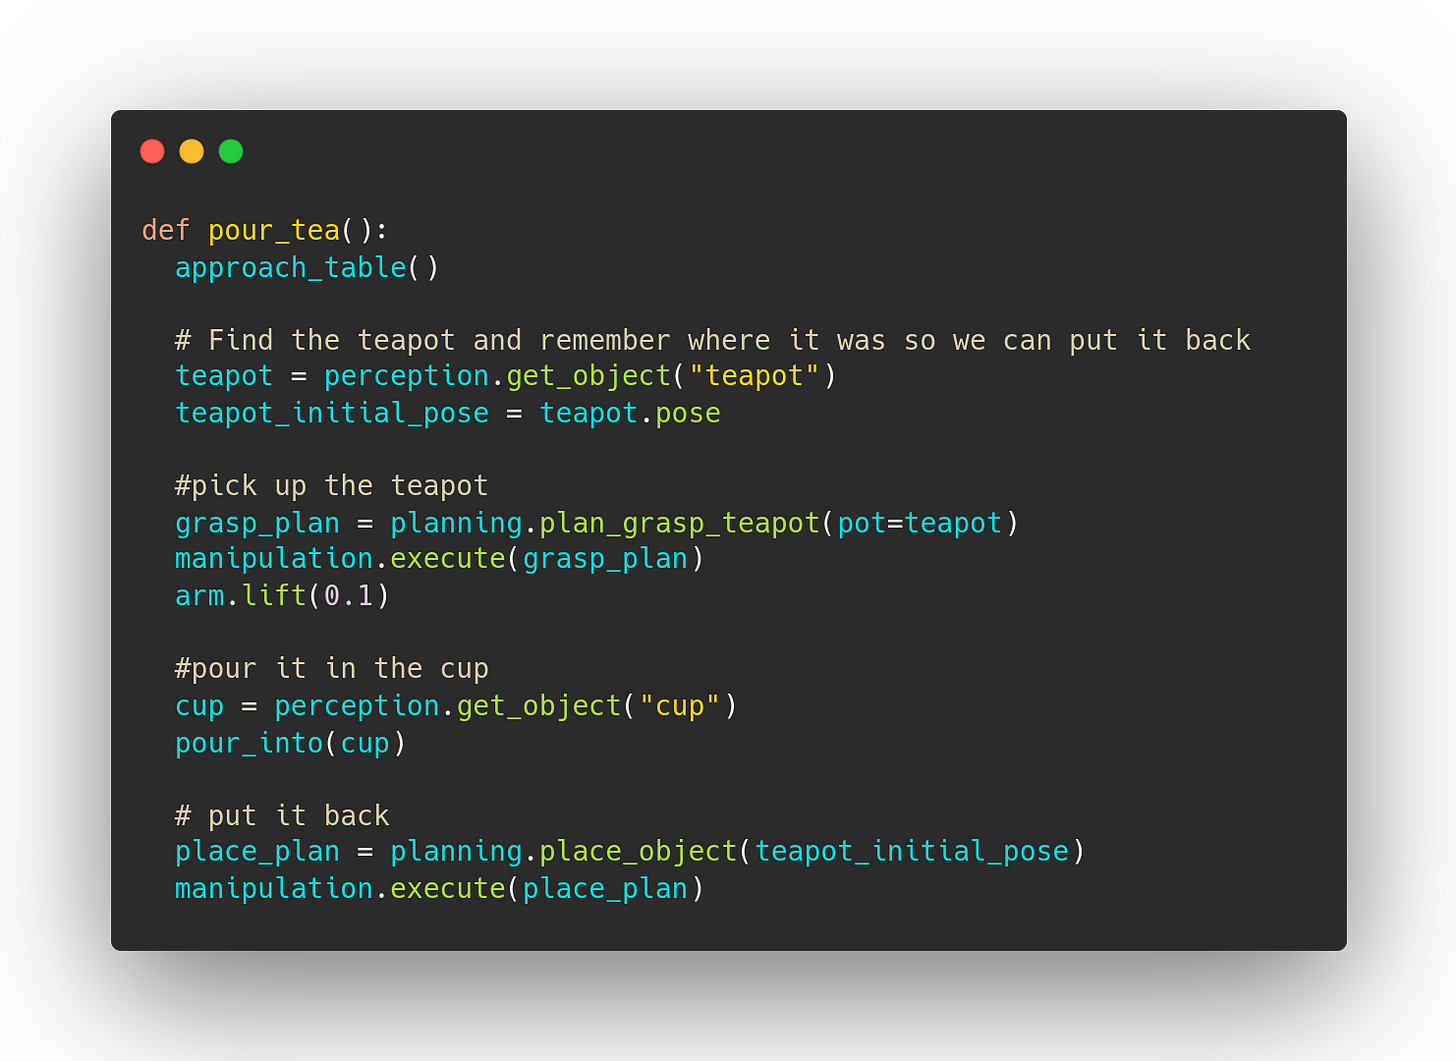 def pour_tea():
  approach_table()

  # Find the teapot and remember where it was so we can put it back
  teapot = perception.get_object("teapot")
  teapot_initial_pose = teapot.pose

  #pick up the teapot
  grasp_plan = planning.plan_grasp_teapot(pot=teapot)
  manipulation.execute(grasp_plan)
  arm.lift(0.1)

  #pour it in the cup
  cup = perception.get_object("cup")
  pour_into(cup)

  # put it back
  place_plan = planning.place_object(teapot_initial_pose)
  manipulation.execute(place_plan)